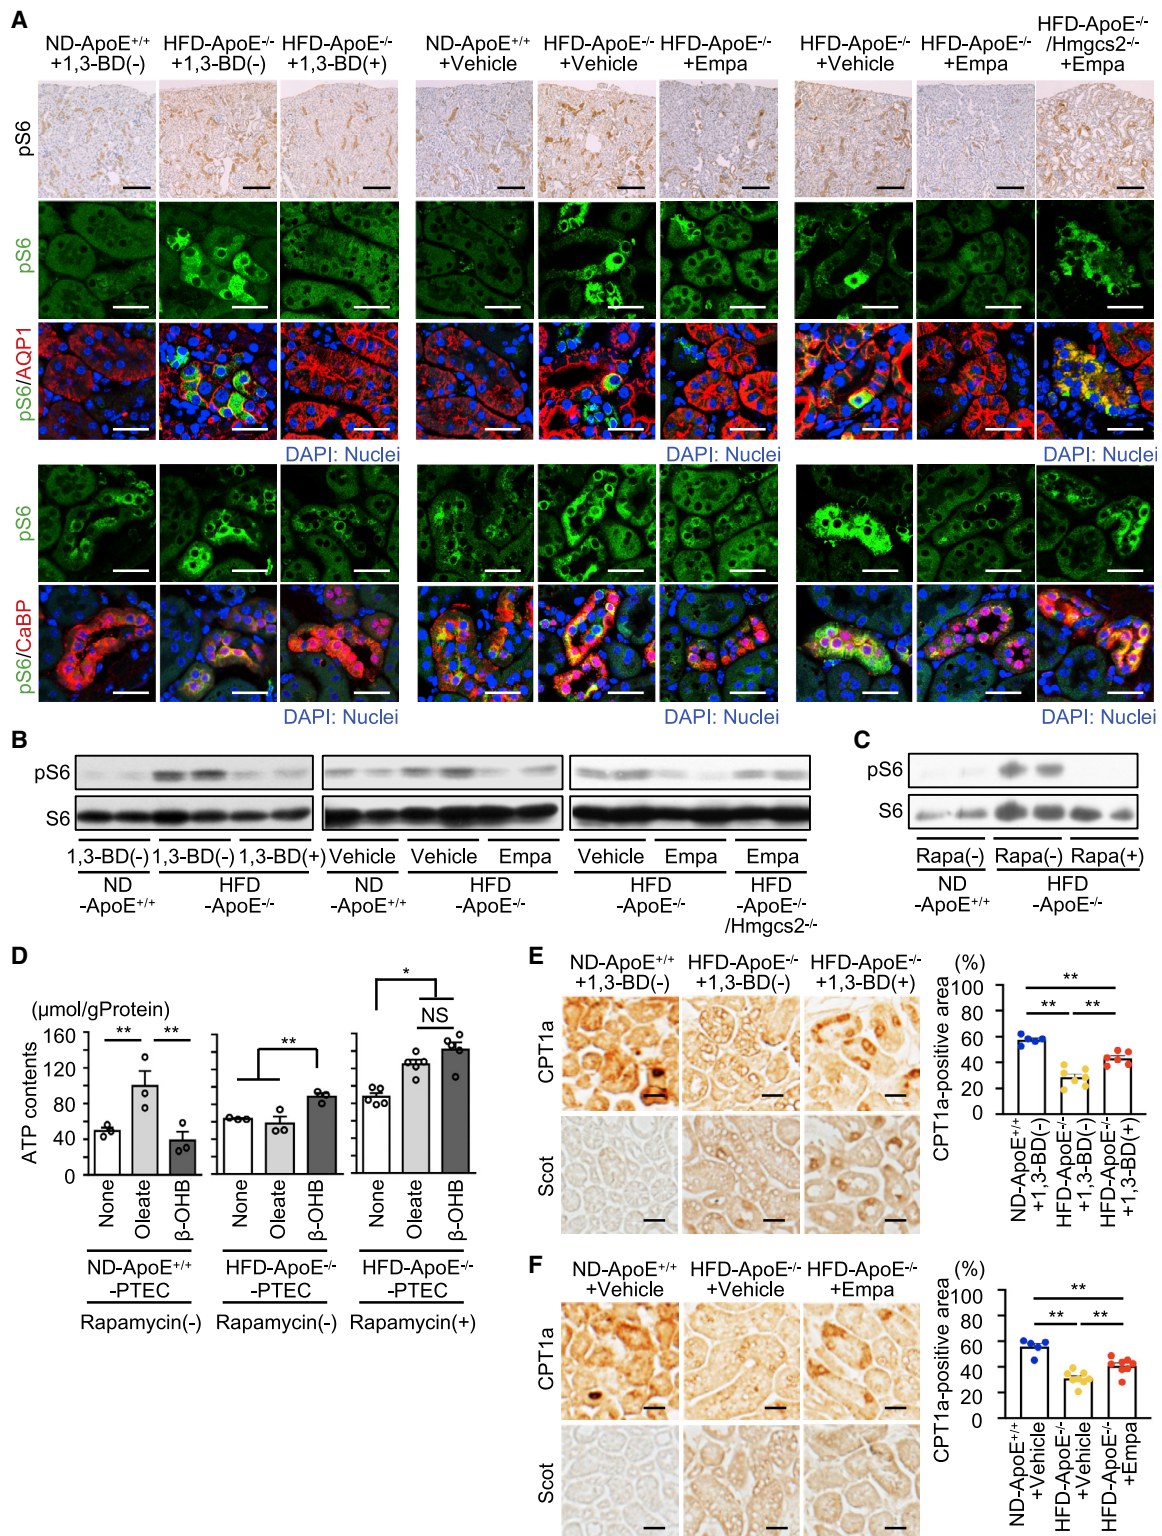 A
ND-ApoE+/+ +1,3-BD(-)
HFD-ApoE-/- +1,3-BD(-)
HFD-ApoE-/- +1,3-BD(+)
ND-ApoE+/+ +Vehicle
HFD-ApoE-/- +Vehicle
HFD-ApoE-/- +Empa
HFD-ApoE-/- +Vehicle
HFD-ApoE-/- +Empa
HFD-ApoE-/- /Hmgcs2-/- +Empa
pS6
pS6
pS6/AQP1
DAPI: Nuclei
DAPI: Nuclei
DAPI: Nuclei
pS6
pS6/CaBP
DAPI: Nuclei
DAPI: Nuclei
DAPI: Nuclei
B
pS6
S6
1,3-BD(-) 1,3-BD(-) 1,3-BD(+)
ND -ApoE+/+
HFD -ApoE-/-
Vehicle Vehicle Empa
ND -ApoE+/+
HFD -ApoE-/-
Vehicle Empa Empa
HFD -ApoE-/-
HFD -ApoE-/- /Hmgcs2-/-
C
pS6
S6
Rapa(-) Rapa(-) Rapa(+)
ND -ApoE+/+
HFD -ApoE-/-
D
(μmol/gProtein)
ATP contents
160
120
80
40
0
** **
**
*
NS
None Oleate β-OHB
None Oleate β-OHB
None Oleate β-OHB
ND-ApoE+/+ -PTEC
HFD-ApoE-/- -PTEC
HFD-ApoE-/- -PTEC
Rapamycin(-) Rapamycin(-) Rapamycin(+)
E
ND-ApoE+/+ +1,3-BD(-)
HFD-ApoE-/- +1,3-BD(-)
HFD-ApoE-/- +1,3-BD(+)
CPT1a
Scot
(%)
CPT1a-positive area
100
80
60
40
20
0
**
** **
ND-ApoE+/+ +1,3-BD(-)
HFD-ApoE-/- +1,3-BD(-)
HFD-ApoE-/- +1,3-BD(+)
F
ND-ApoE+/+ +Vehicle
HFD-ApoE-/- +Vehicle
HFD-ApoE-/- +Empa
CPT1a
Scot
(%)
CPT1a-positive area
100
80
60
40
20
0
**
** **
ND-ApoE+/+ +Vehicle
HFD-ApoE-/- +Vehicle
HFD-ApoE-/- +Empa